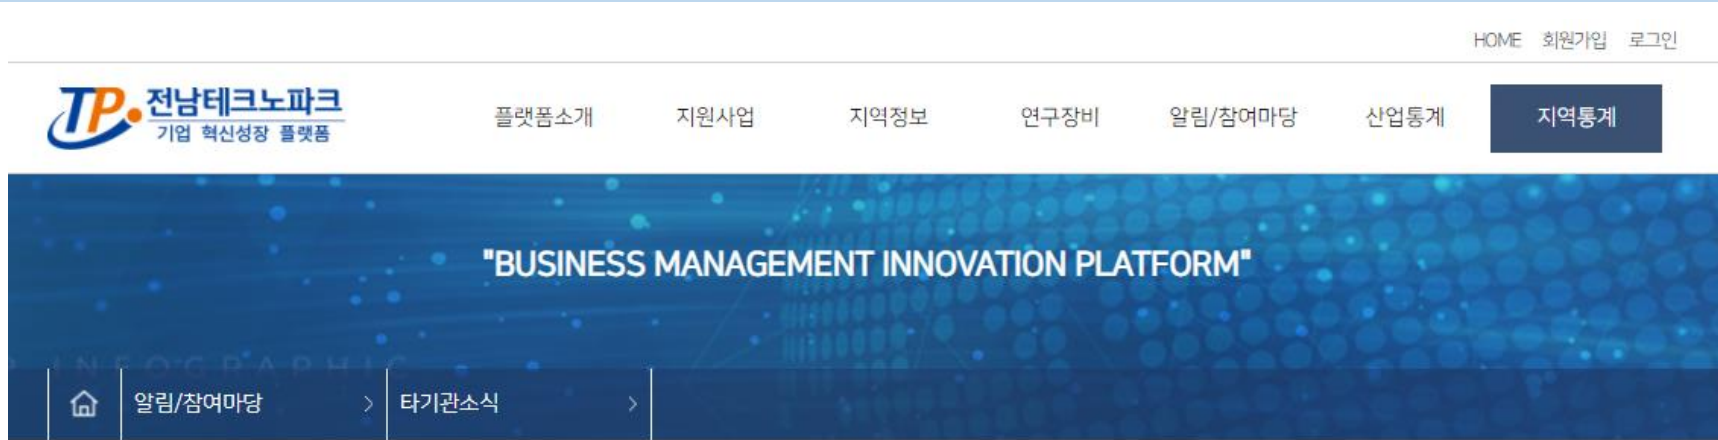 HOME 회원가입 로그인
TP 전남테크노파크
기업 혁신성장 플랫폼
플랫폼소개 지원사업 지역정보 연구장비 알림/참여마당 산업통계 지역통계
"BUSINESS MANAGEMENT INNOVATION PLATFORM"
INFOGRAPHIC
알림/참여마당 > 타기관소식 >